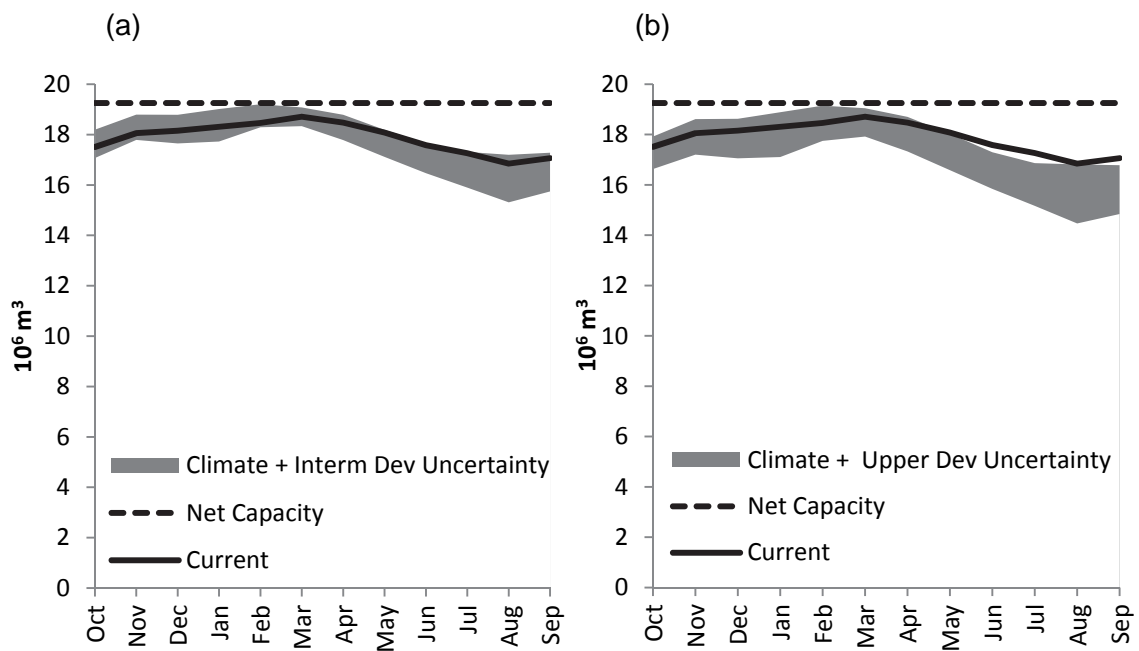 (a)
20
18
16
14
12
10
8
6
4
2
0
10⁶ m³
Climate + Interm Dev Uncertainty
Net Capacity
Current
Oct Nov Dec Jan Feb Mar Apr May Jun Jul Aug Sep
(b)
20
18
16
14
12
10
8
6
4
2
0
10⁶ m³
Climate + Upper Dev Uncertainty
Net Capacity
Current
Oct Nov Dec Jan Feb Mar Apr May Jun Jul Aug Sep